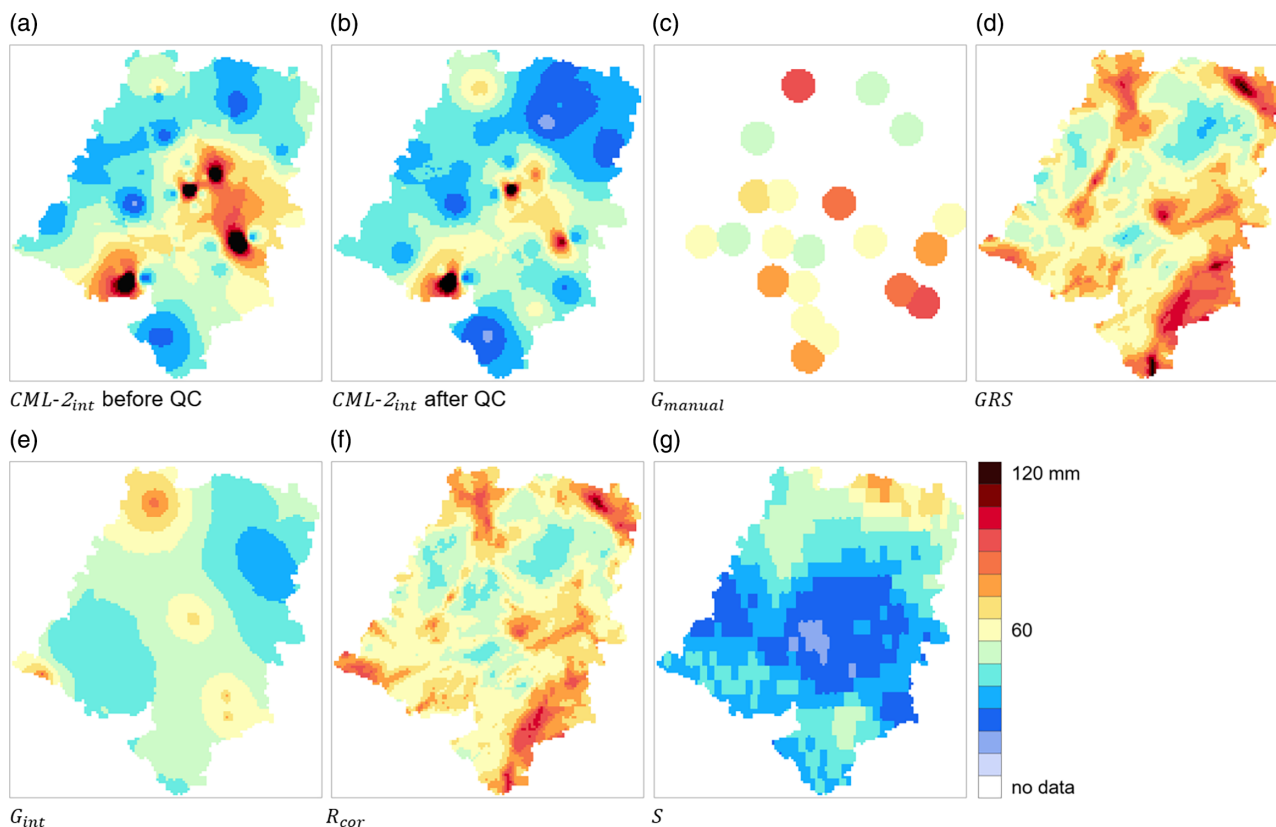 (a)
(b)
(c)
(d)
CML-2int before QC
CML-2int after QC
Gmanual
GRS
(e)
(f)
(g)
120 mm
60
no data
Gint
Rcor
S